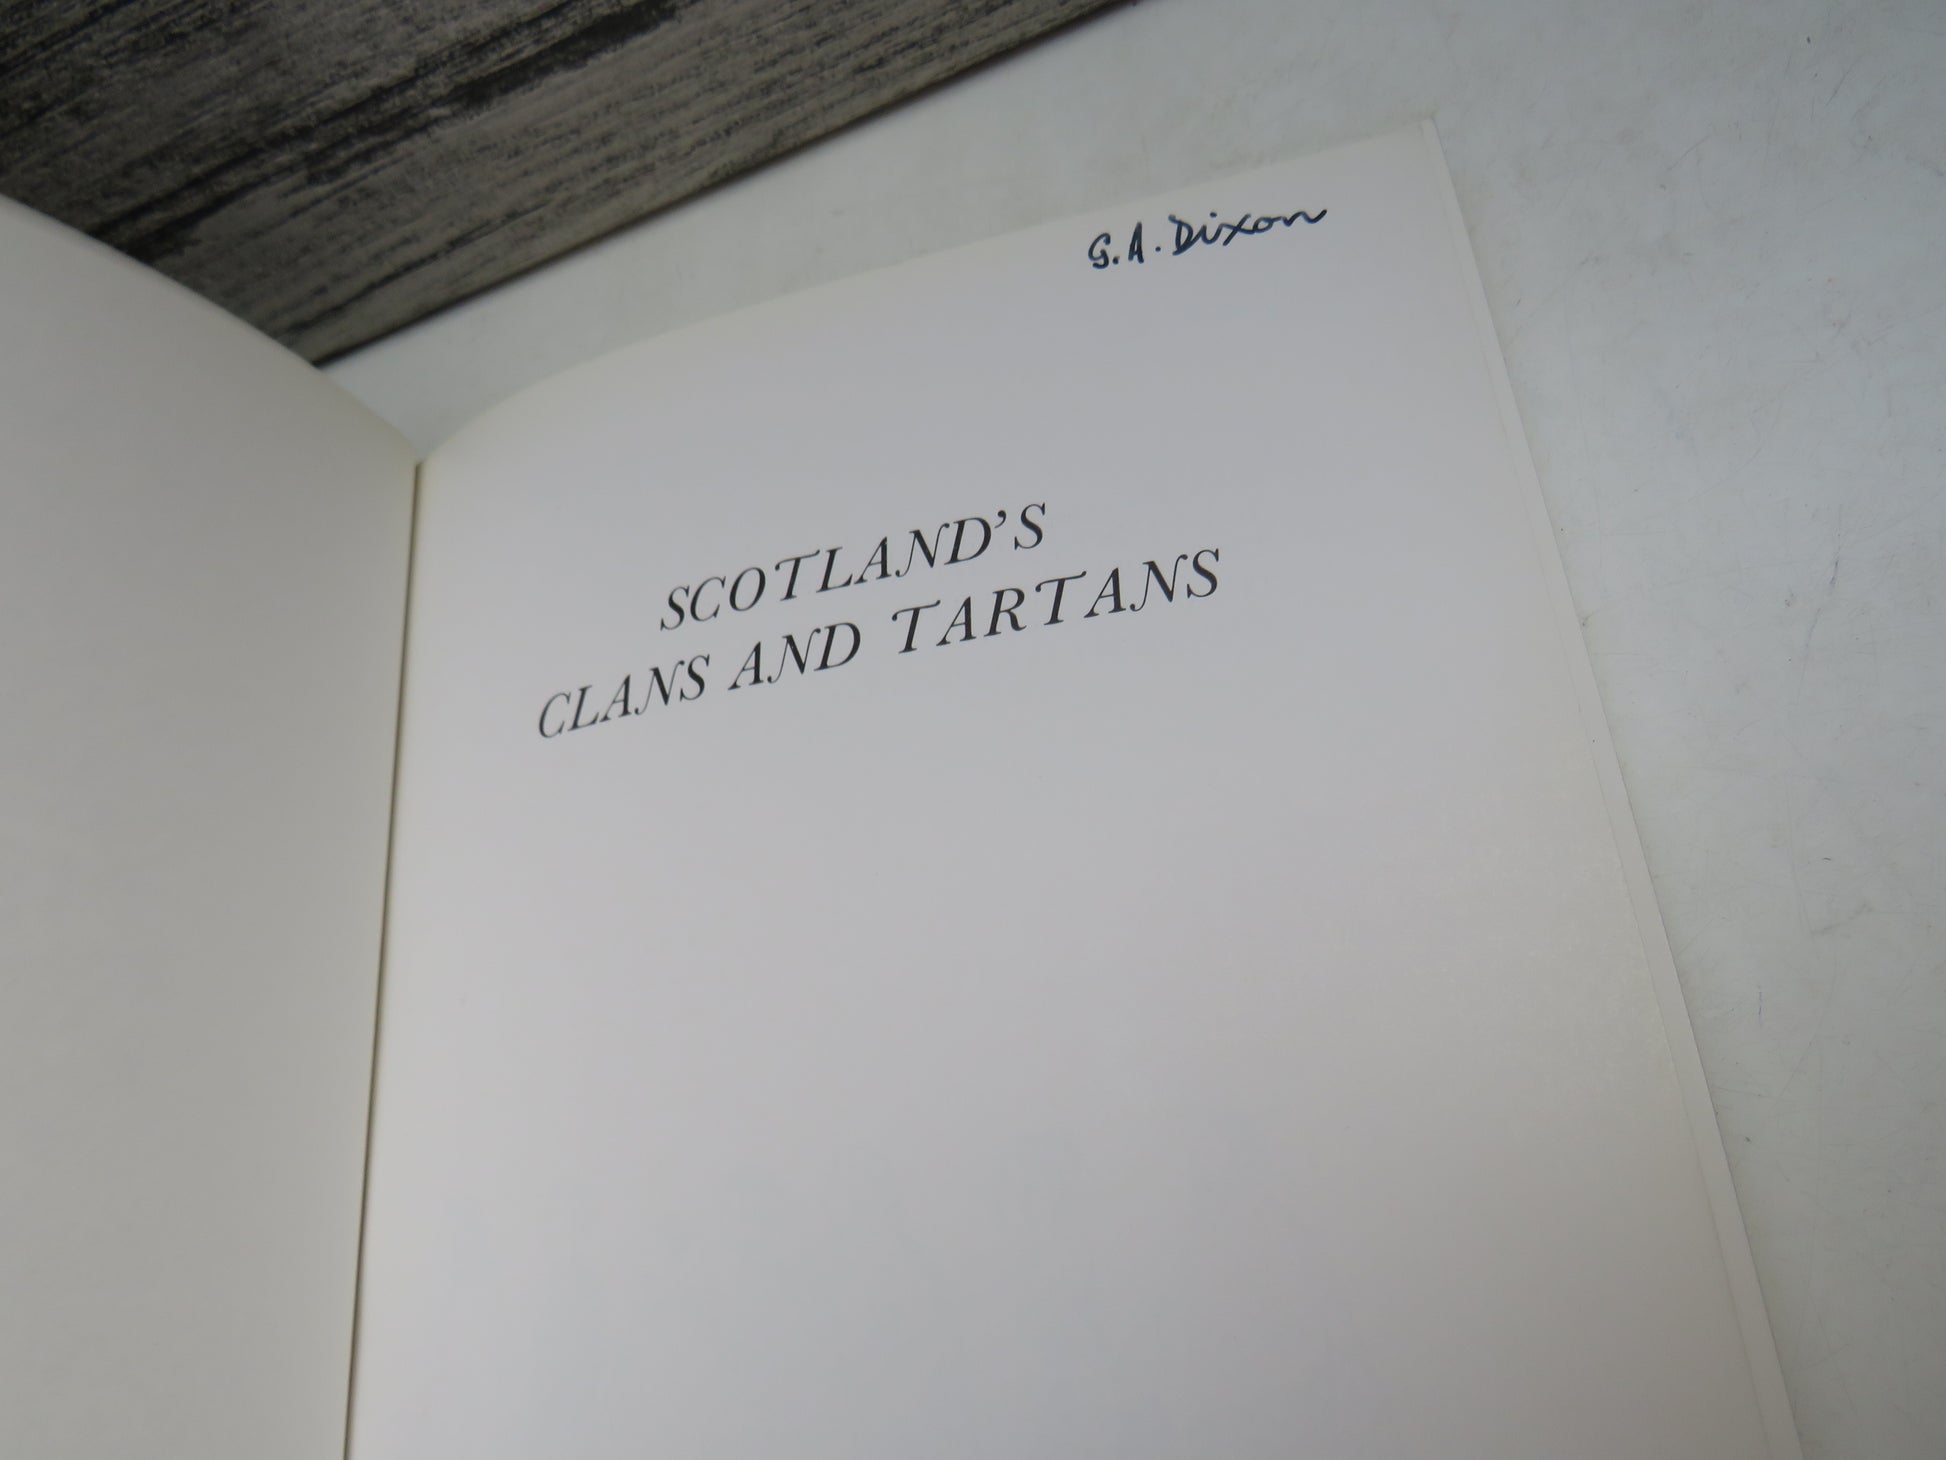 G.A. Dixon
SCOTLAND'S
CLANS AND TARTANS